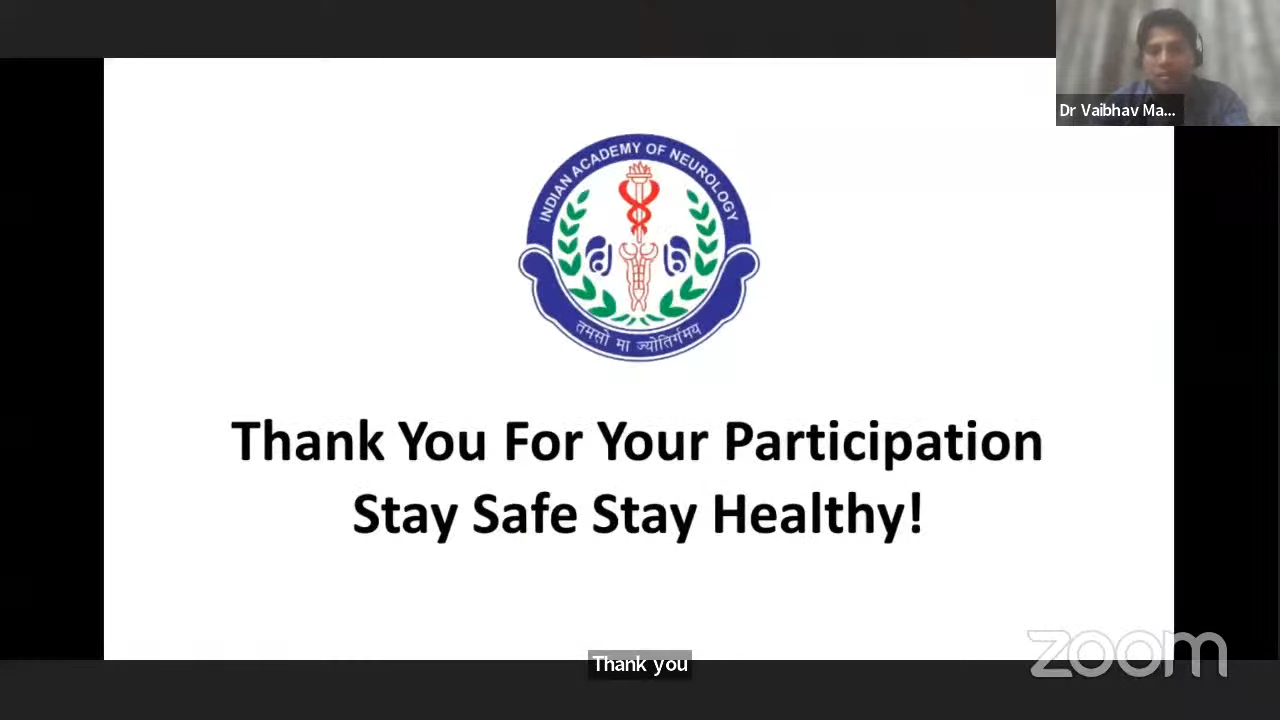 Dr Vaibhav Ma...
INDIAN ACADEMY OF NEUROLOGY
तमसो मा ज्योतिर्गमय
Thank You For Your Participation
Stay Safe Stay Healthy!
zoom
Thank you